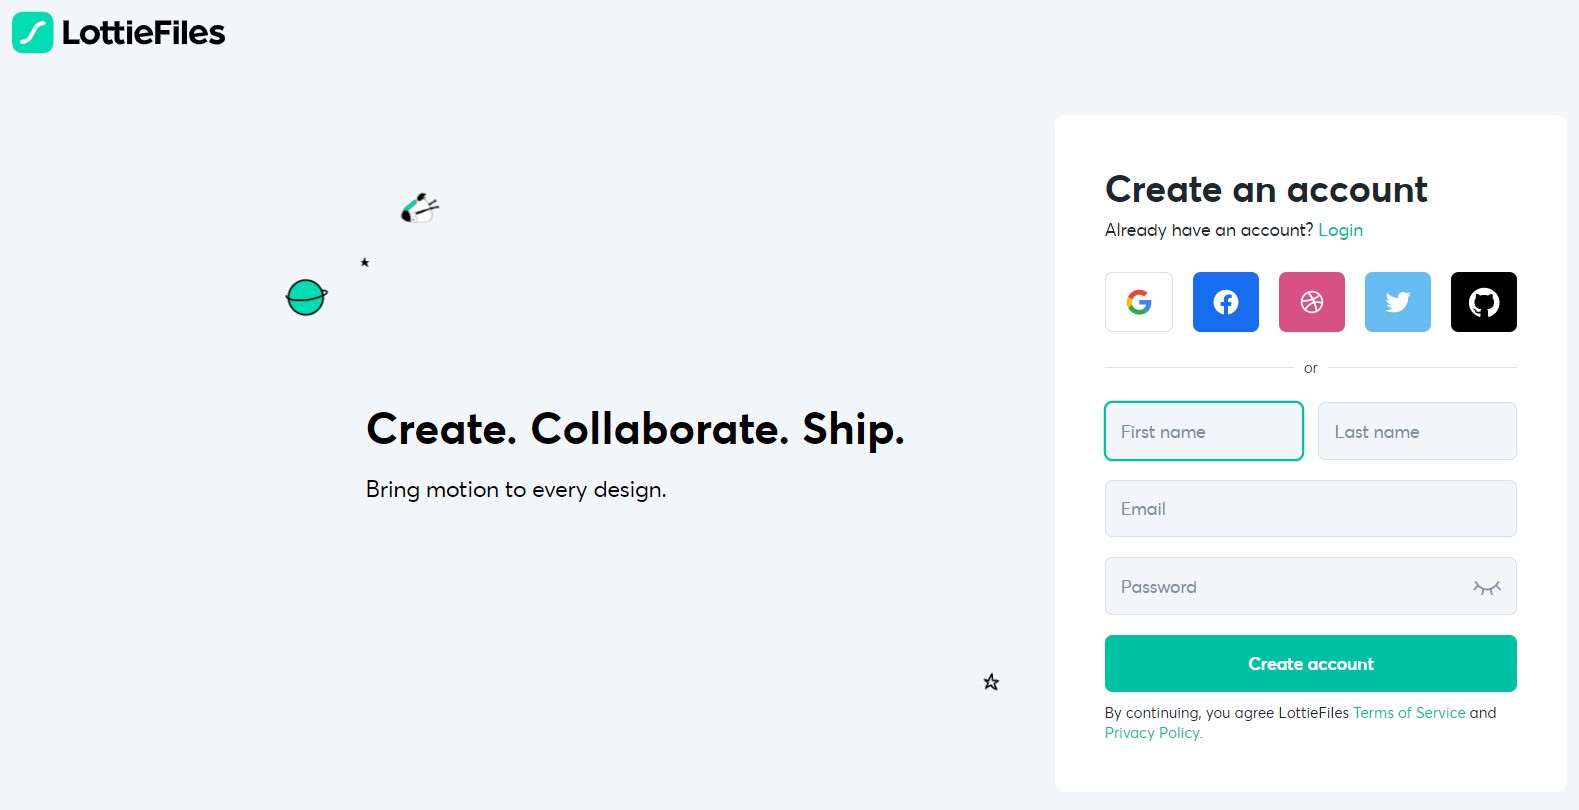 LottieFiles
Create. Collaborate. Ship.
Bring motion to every design.
Create an account
Already have an account? Login
or
First name
Last name
Email
Password
Create account
By continuing, you agree LottieFiles Terms of Service and
Privacy Policy.